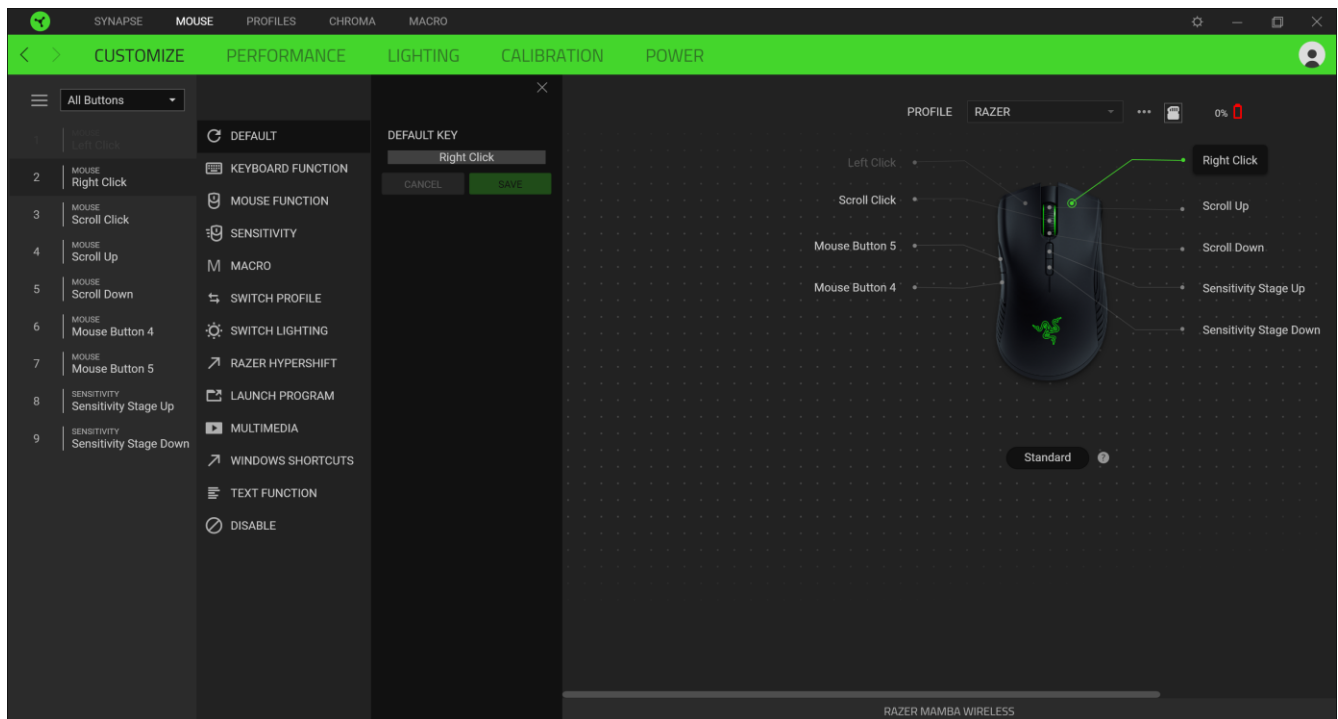 SYNAPSE MOUSE PROFILES CHROMA MACRO
CUSTOMIZE PERFORMANCE LIGHTING CALIBRATION POWER
All Buttons
1 MOUSE
Left Click
2 MOUSE
Right Click
3 MOUSE
Scroll Click
4 MOUSE
Scroll Up
5 MOUSE
Scroll Down
6 MOUSE
Mouse Button 4
7 MOUSE
Mouse Button 5
8 SENSITIVITY
Sensitivity Stage Up
9 SENSITIVITY
Sensitivity Stage Down
DEFAULT
KEYBOARD FUNCTION
MOUSE FUNCTION
SENSITIVITY
MACRO
SWITCH PROFILE
SWITCH LIGHTING
RAZER HYPERSHIFT
LAUNCH PROGRAM
MULTIMEDIA
WINDOWS SHORTCUTS
TEXT FUNCTION
DISABLE
DEFAULT KEY
Right Click
CANCEL SAVE
PROFILE RAZER 0%
Left Click
Scroll Click
Mouse Button 5
Mouse Button 4
Right Click
Scroll Up
Scroll Down
Sensitivity Stage Up
Sensitivity Stage Down
Standard ?
RAZER MAMBA WIRELESS